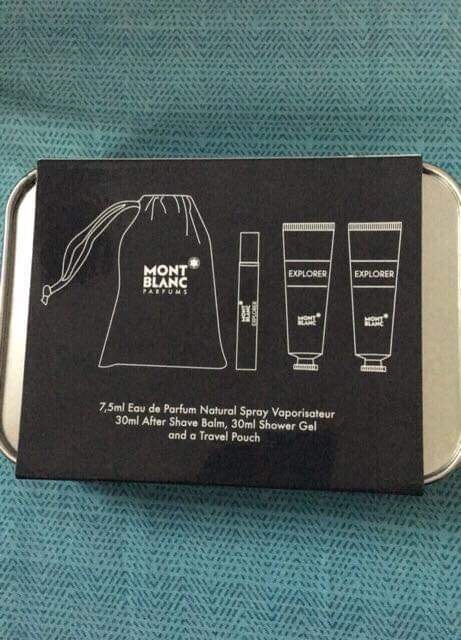 MONT
BLANC
PARFUMS
MONT
BLANC
EXPLORER
EXPLORER
MONT
BLANC
EXPLORER
MONT
BLANC
7,5ml Eau de Parfum Natural Spray Vaporisateur
30ml After Shave Balm, 30ml Shower Gel
and a Travel Pouch